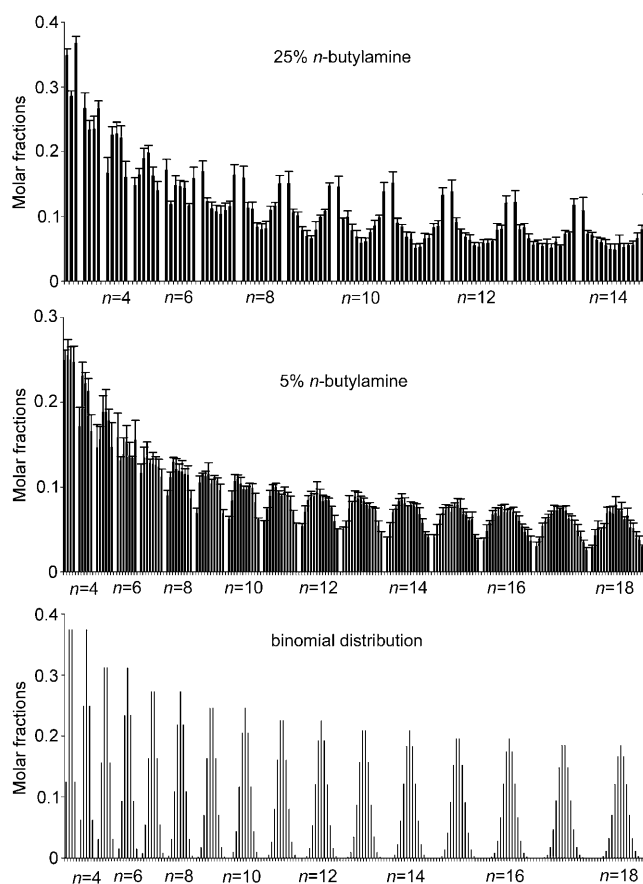 0.4
25% n-butylamine
0.3
Molar fractions
0.2
0.1
0
n=4 n=6 n=8 n=10 n=12 n=14
0.3
5% n-butylamine
0.2
Molar fractions
0.1
0
n=4 n=6 n=8 n=10 n=12 n=14 n=16 n=18
0.4
binomial distribution
0.3
Molar fractions
0.2
0.1
0
n=4 n=6 n=8 n=10 n=12 n=14 n=16 n=18